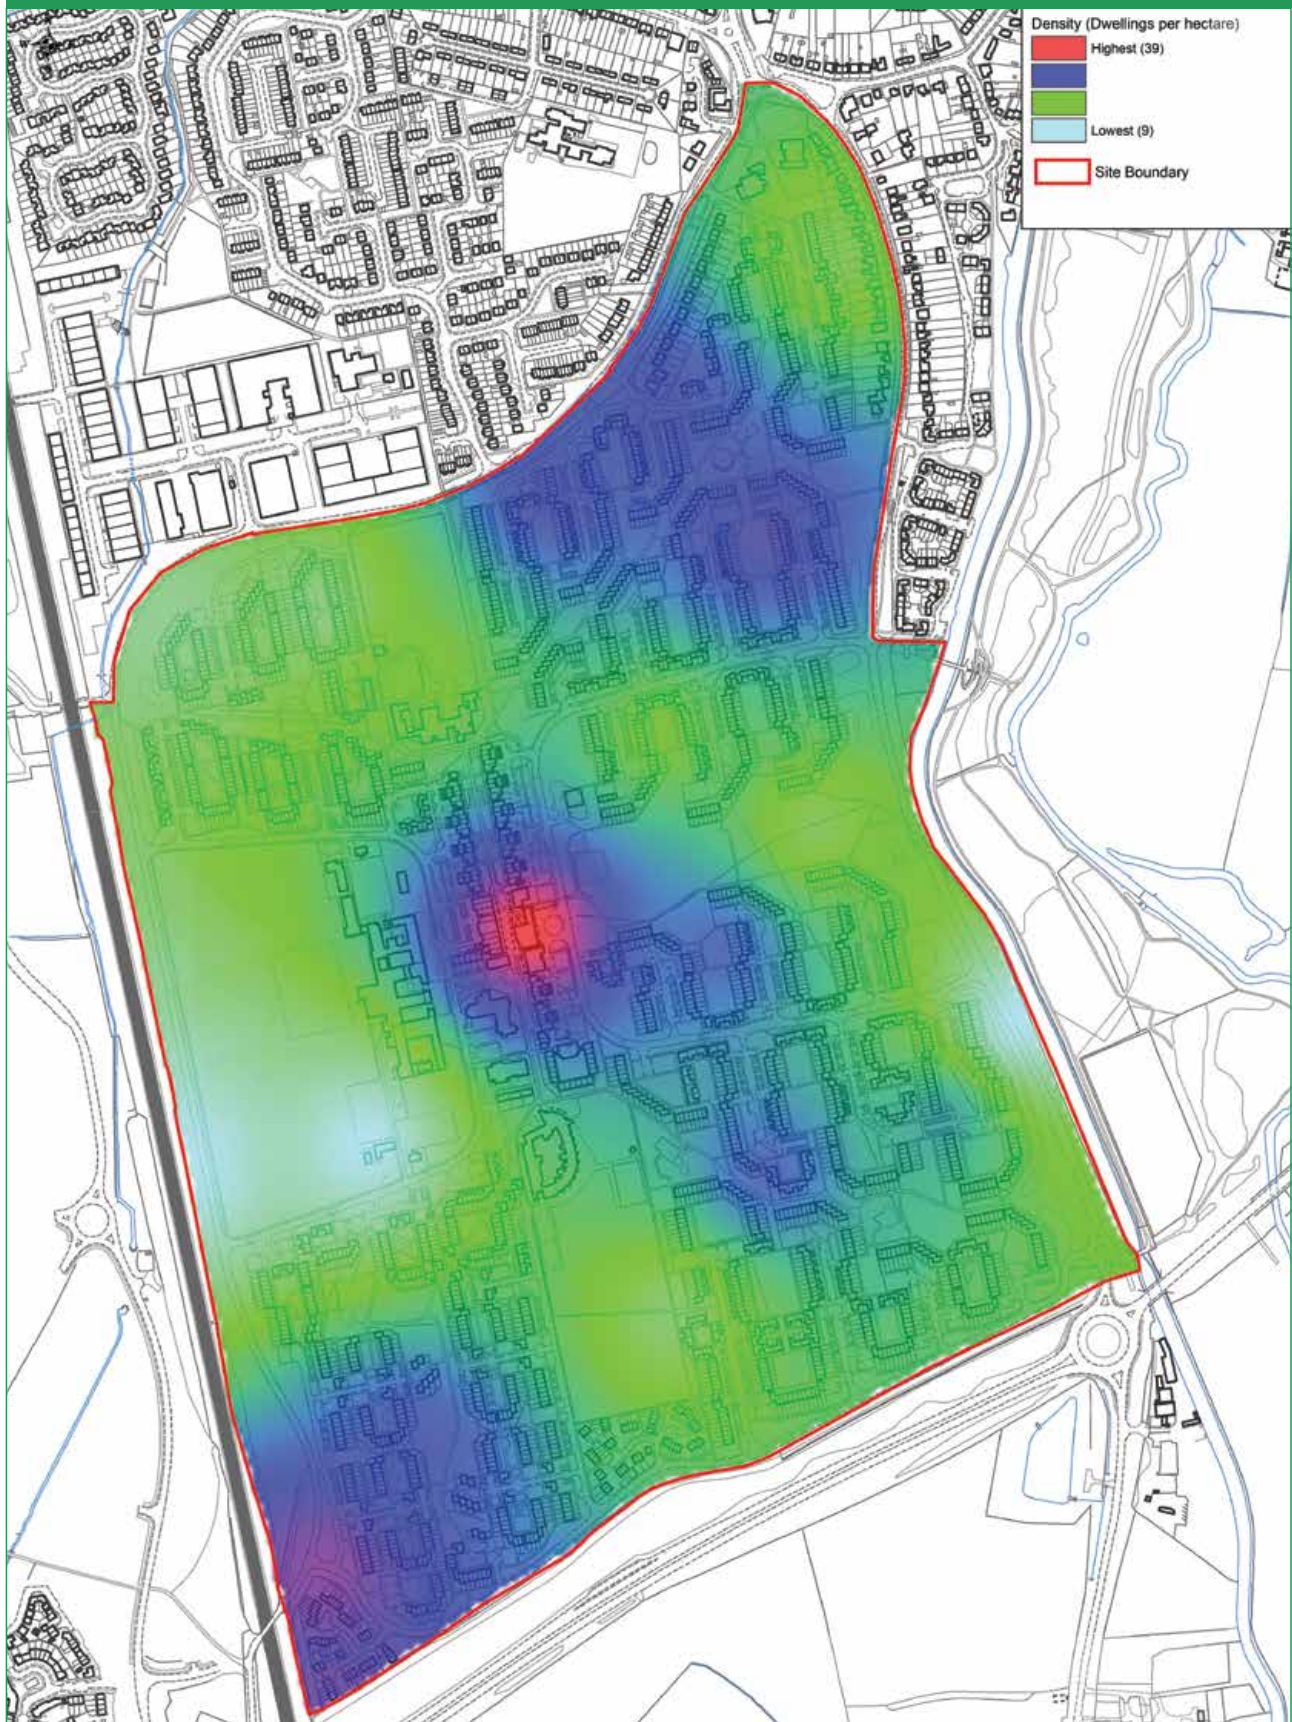 Density (Dwellings per hectare)
Highest (39)
Lowest (9)
Site Boundary